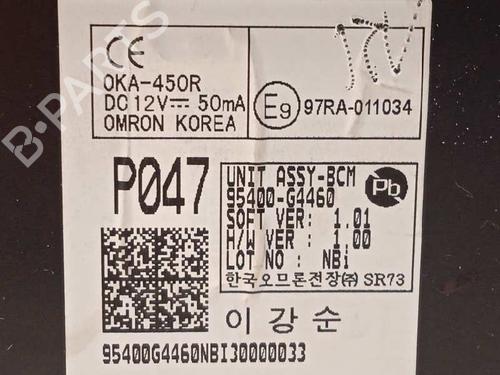 CE
OKA-450R
DC 12V 50mA
OMRON KOREA
E9
97RA-011034
P047
UNIT ASSY-BCM
95400-G4460
SOFT VER : 1.01
H/W VER : 1.00
LOT NO : NBi
한국오므론전장㈜ SR73
Pb
이강순
95400G4460NBI30000033
B-PARTS